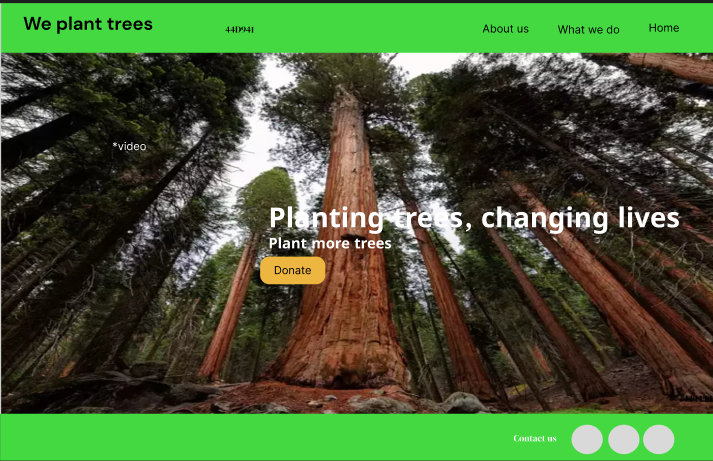 We plant trees
44D941
About us
What we do
Home
*video
Planting trees, changing lives
Plant more trees
Donate
Contact us